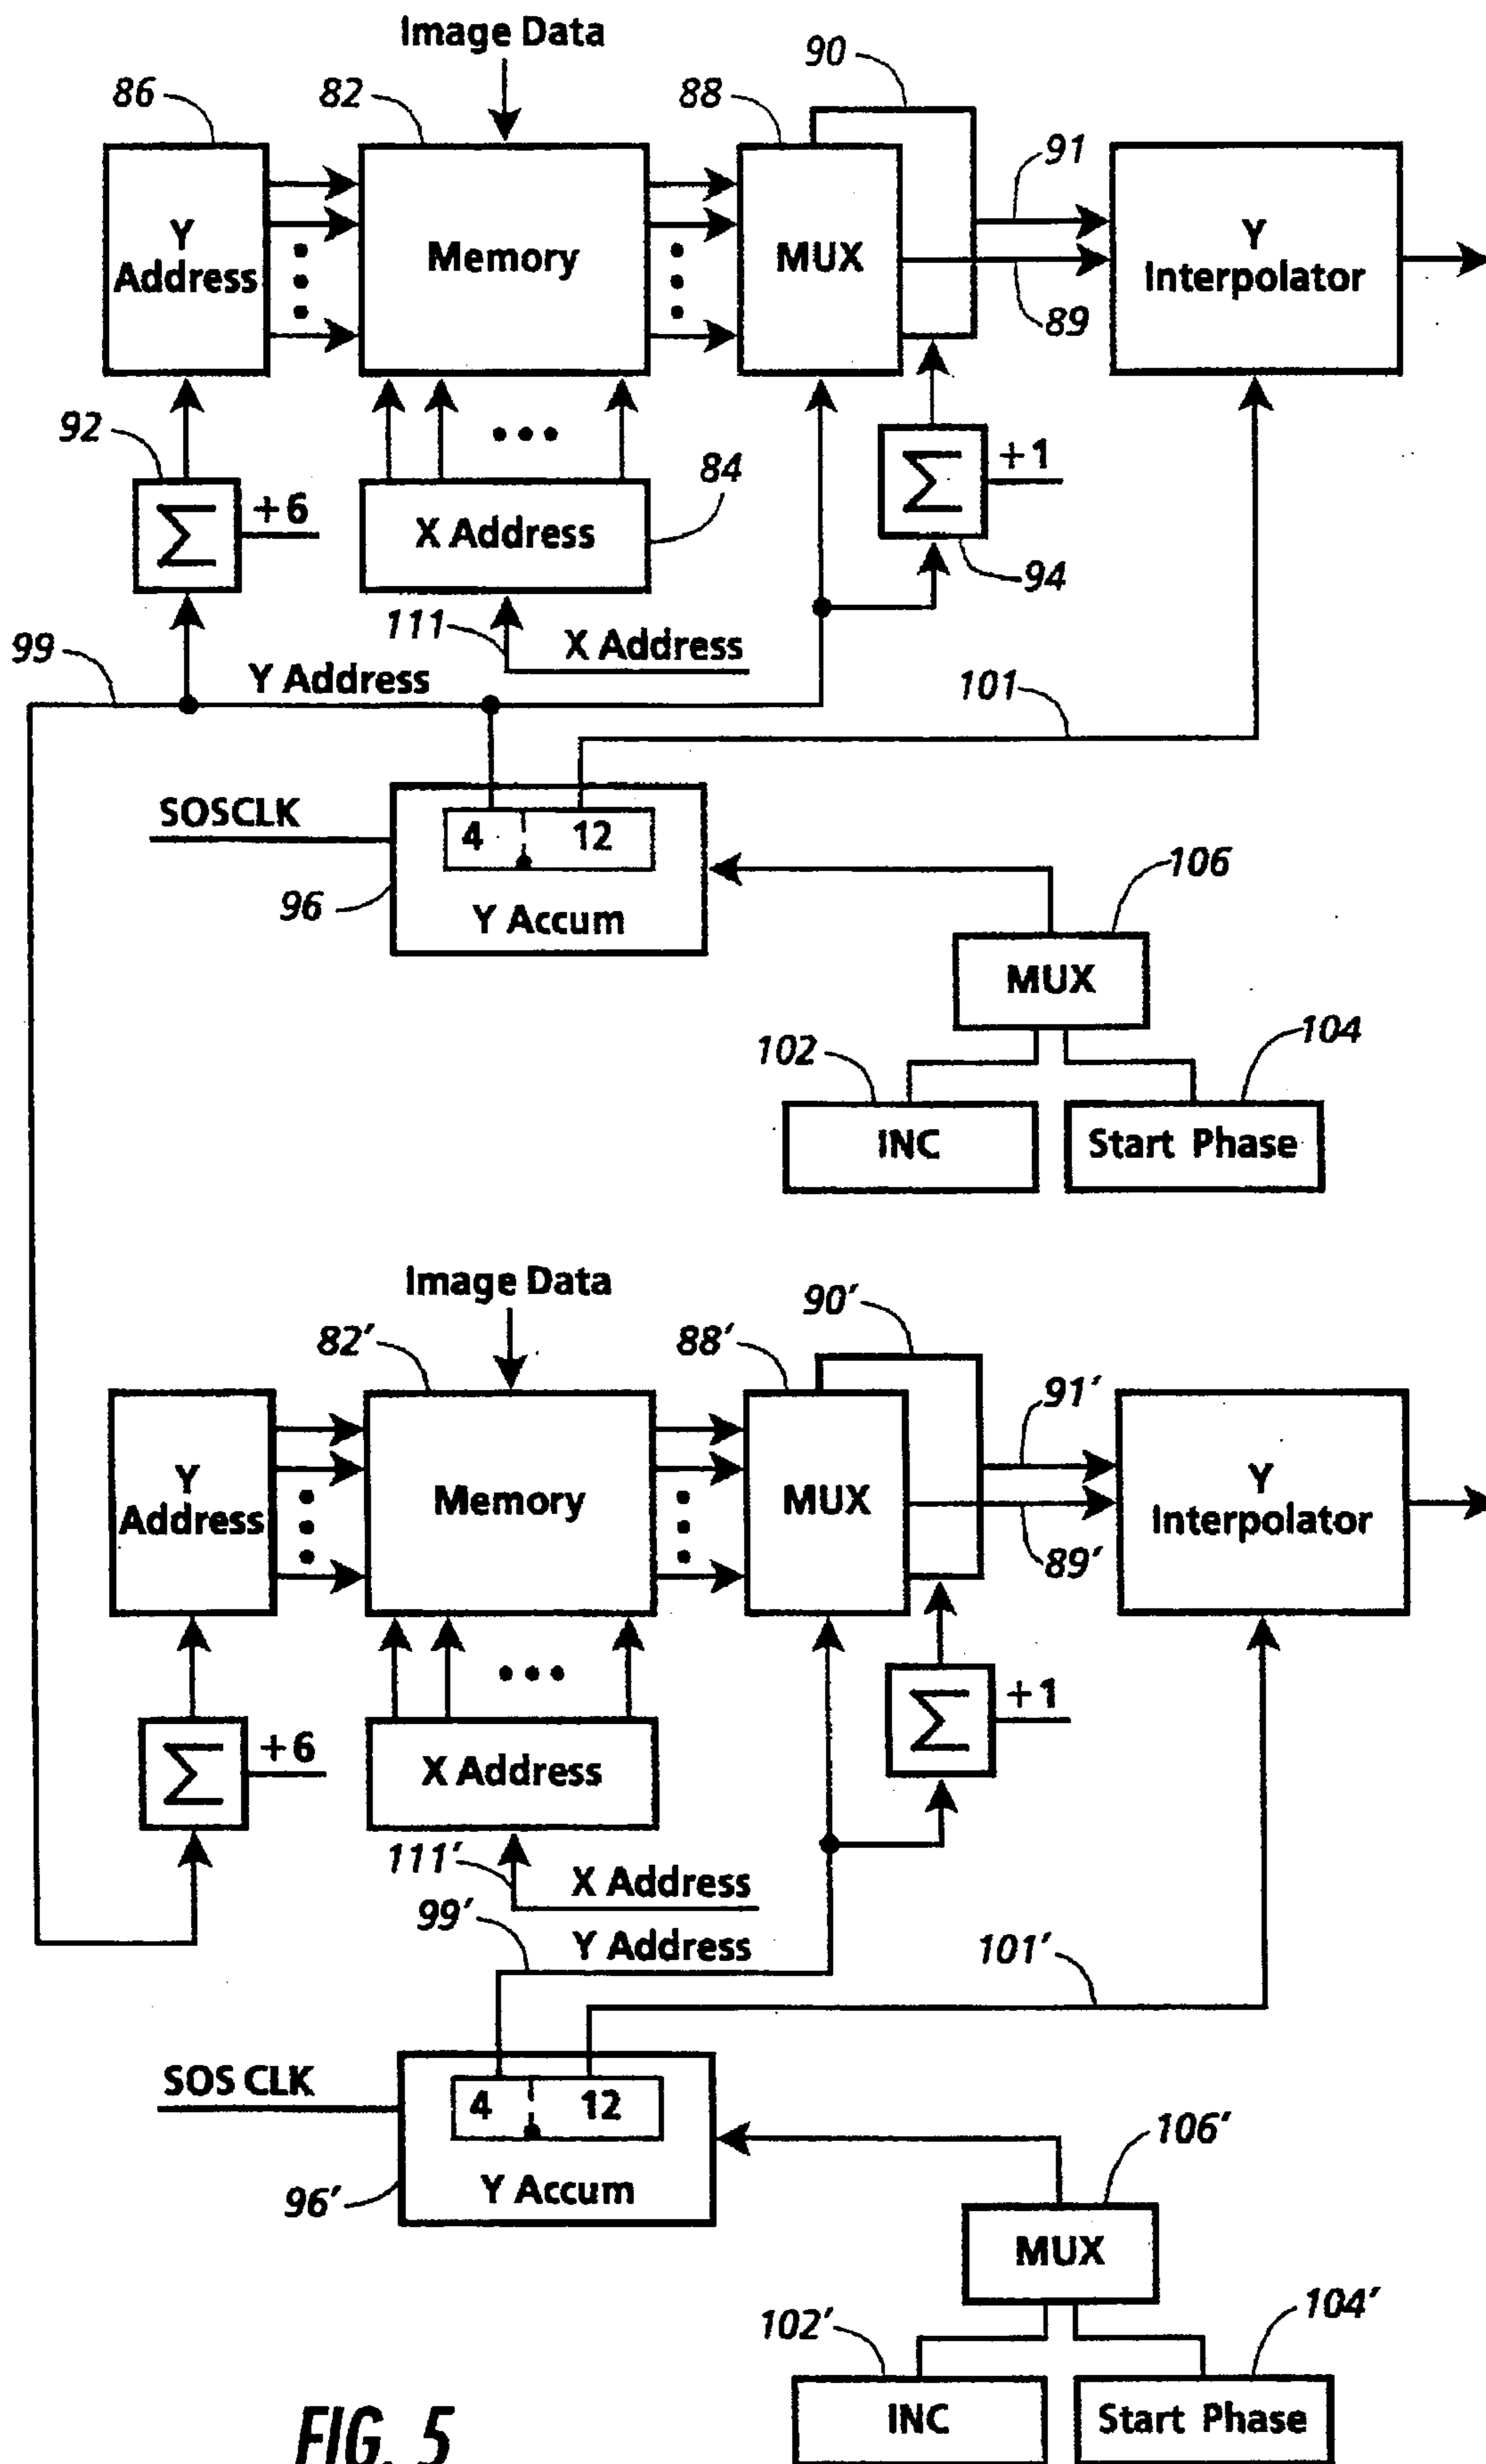 Image Data
90
86
82
88
91
Y
Address
Memory
MUX
Y
Interpolator
89
92
+6
Σ
84
X Address
+1
Σ
94
111
X Address
99
Y Address
101
SOSCLK
4
12
96
Y Accum
106
MUX
102
104
INC
Start Phase
Image Data
90′
82′
88′
91′
Y
Address
Memory
MUX
Y
Interpolator
89′
+6
Σ
X Address
+1
Σ
111′
X Address
99′
Y Address
101′
SOS CLK
4
12
96′
Y Accum
106′
MUX
102′
104′
INC
Start Phase
FIG. 5